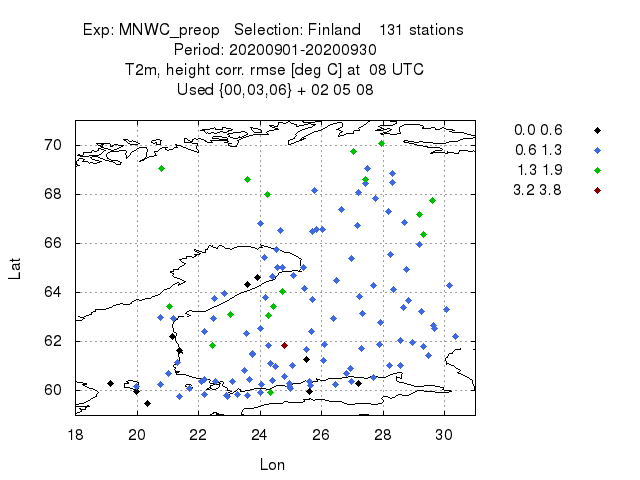 Exp: MNWC_preop   Selection: Finland    131 stations
Period: 20200901-20200930
T2m, height corr. rmse [deg C] at  08 UTC
Used {00,03,06} + 02 05 08
0.0 0.6
0.6 1.3
1.3 1.9
3.2 3.8
70
68
66
64
62
60
Lat
18 20 22 24 26 28 30
Lon